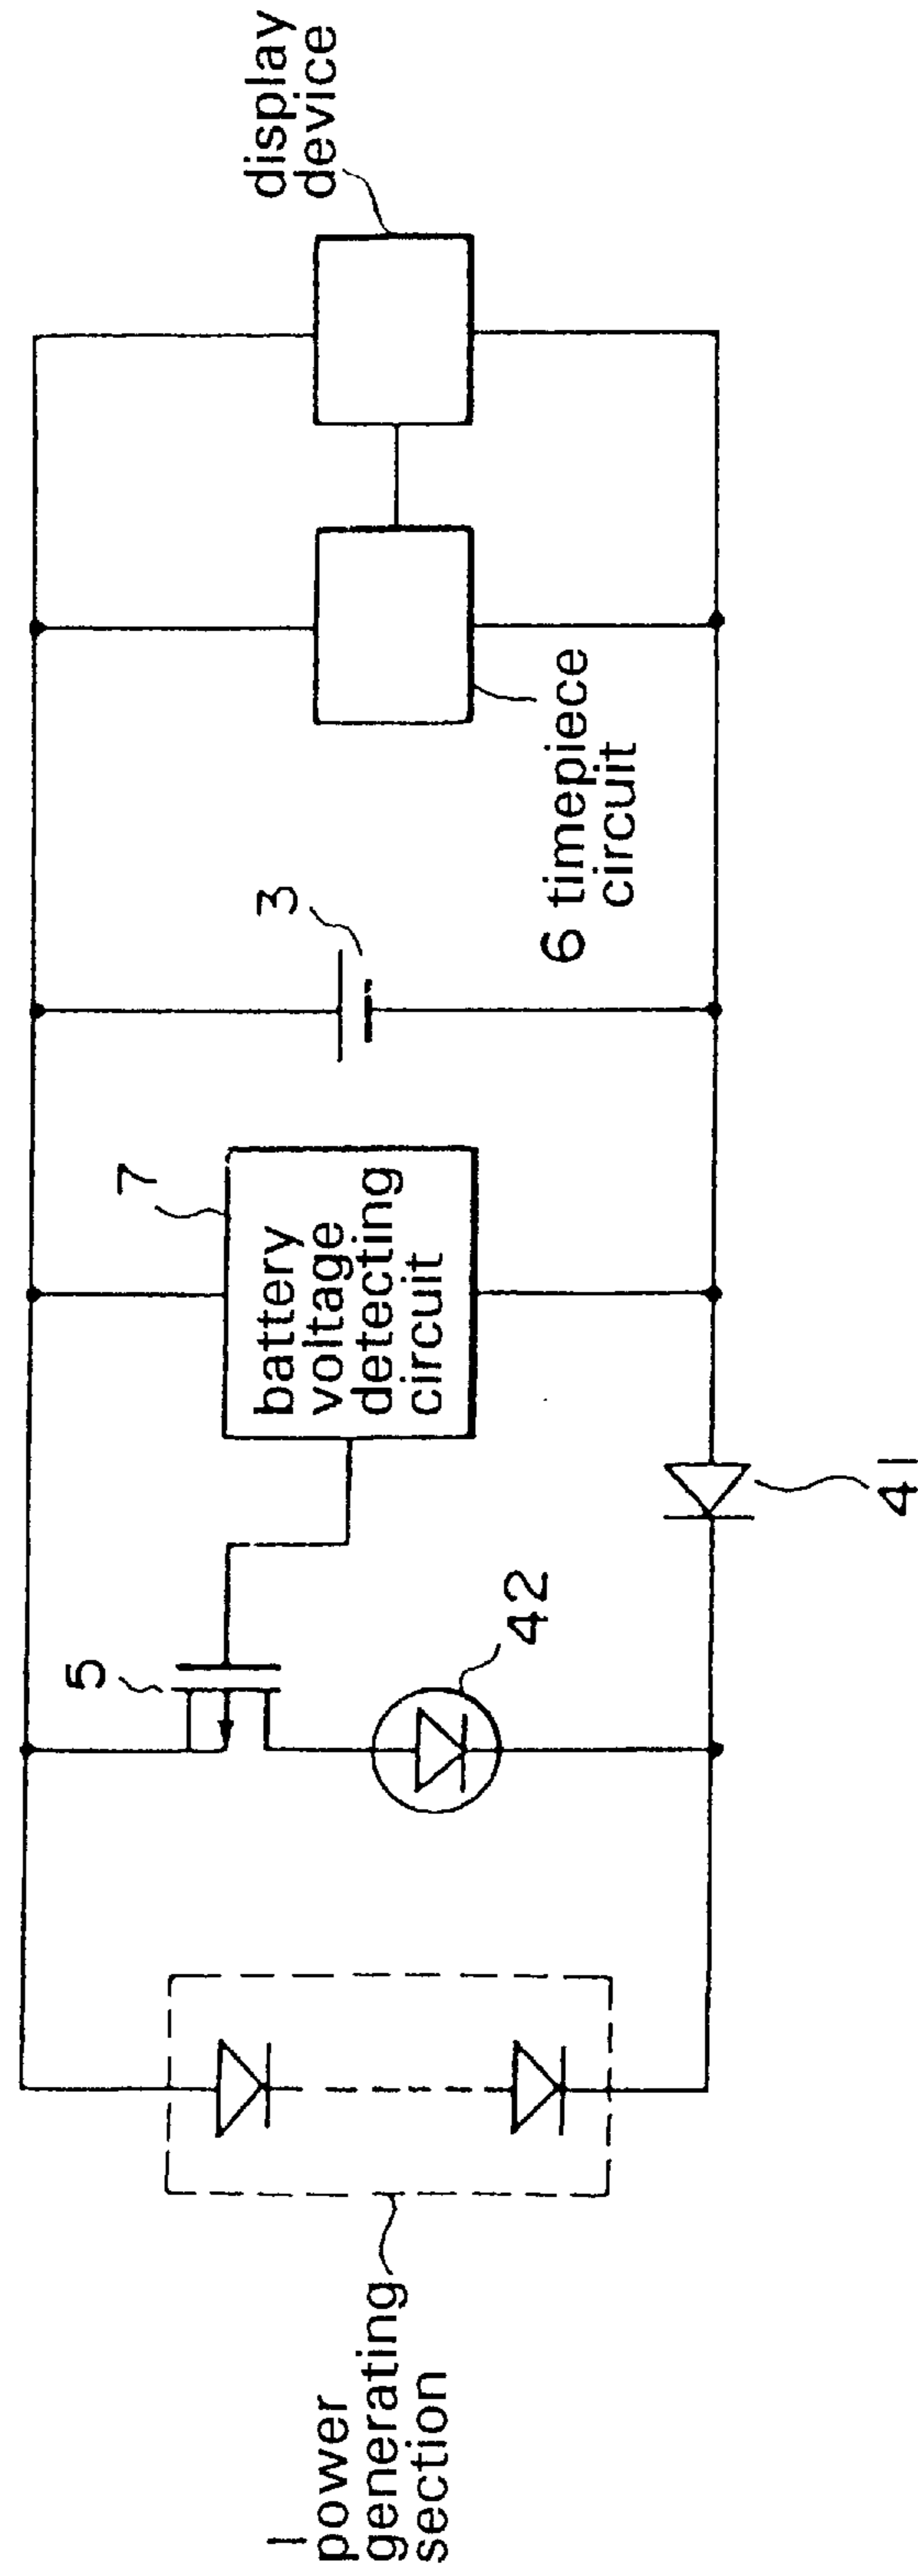 1 power
generating
section
5
42
7
battery
voltage
detecting
circuit
41
3
6 timepiece
circuit
display
device